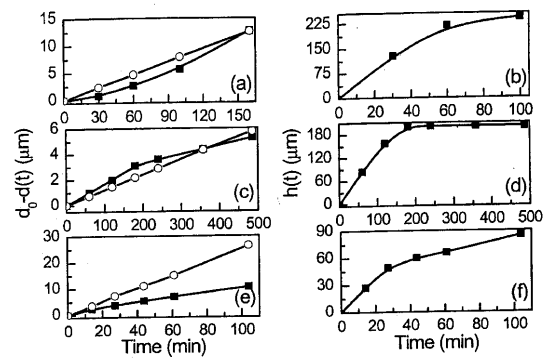 15
10
5
0
0 30 60 90 120 150
(a)
225
150
75
0
0 20 40 60 80 100
(b)
d₀-d(t) (μm)
6
4
2
0
0 100 200 300 400 500
(c)
h(t) (μm)
180
120
60
0
0 100 200 300 400 500
(d)
30
20
10
0
0 20 40 60 80 100
(e)
Time (min)
90
60
30
0
0 20 40 60 80 100
(f)
Time (min)